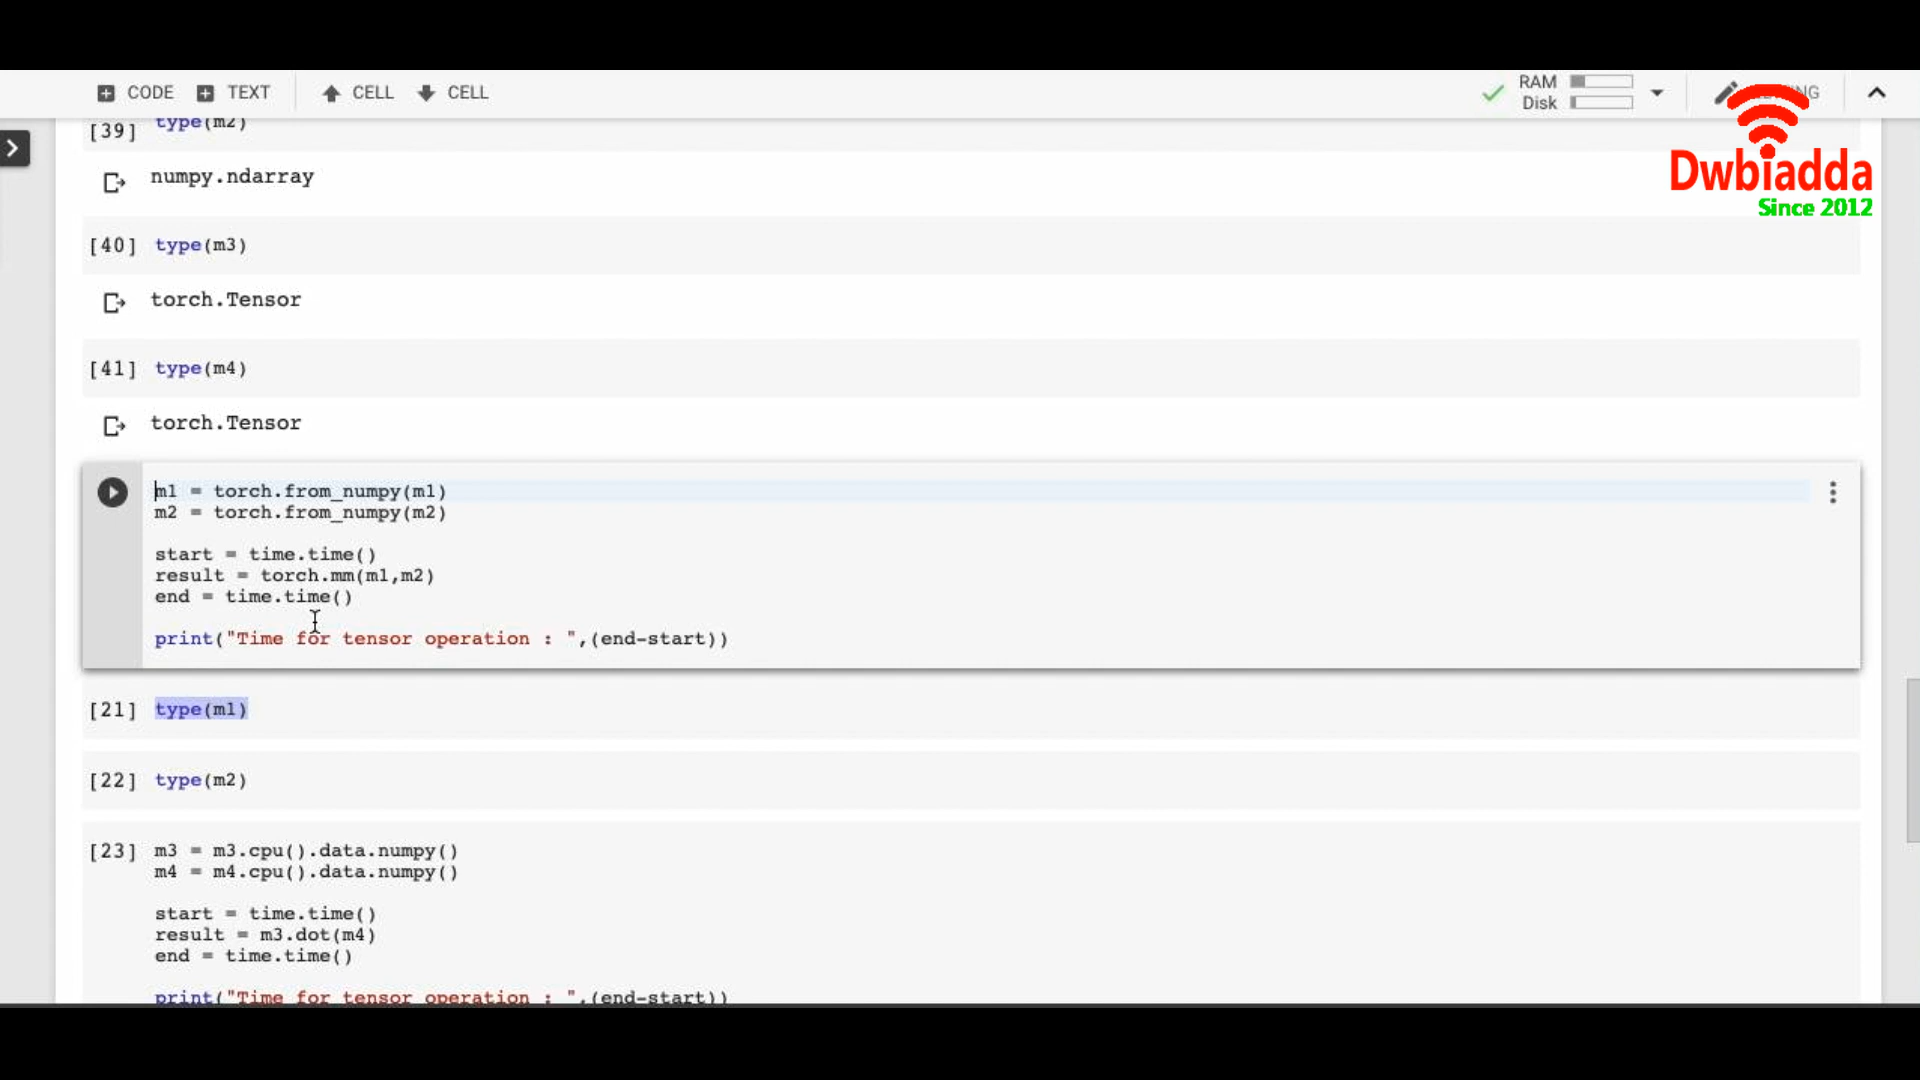 CODE TEXT CELL CELL
RAM
Disk
Dwbiadda
Since 2012
[39] type(m2)
numpy.ndarray
[40] type(m3)
torch.Tensor
[41] type(m4)
torch.Tensor
m1 = torch.from_numpy(m1)
m2 = torch.from_numpy(m2)
start = time.time()
result = torch.mm(m1,m2)
end = time.time()
print("Time for tensor operation : ",(end-start))
[21] type(m1)
[22] type(m2)
[23] m3 = m3.cpu().data.numpy()
m4 = m4.cpu().data.numpy()
start = time.time()
result = m3.dot(m4)
end = time.time()
print("Time for tensor operation : ",(end-start))